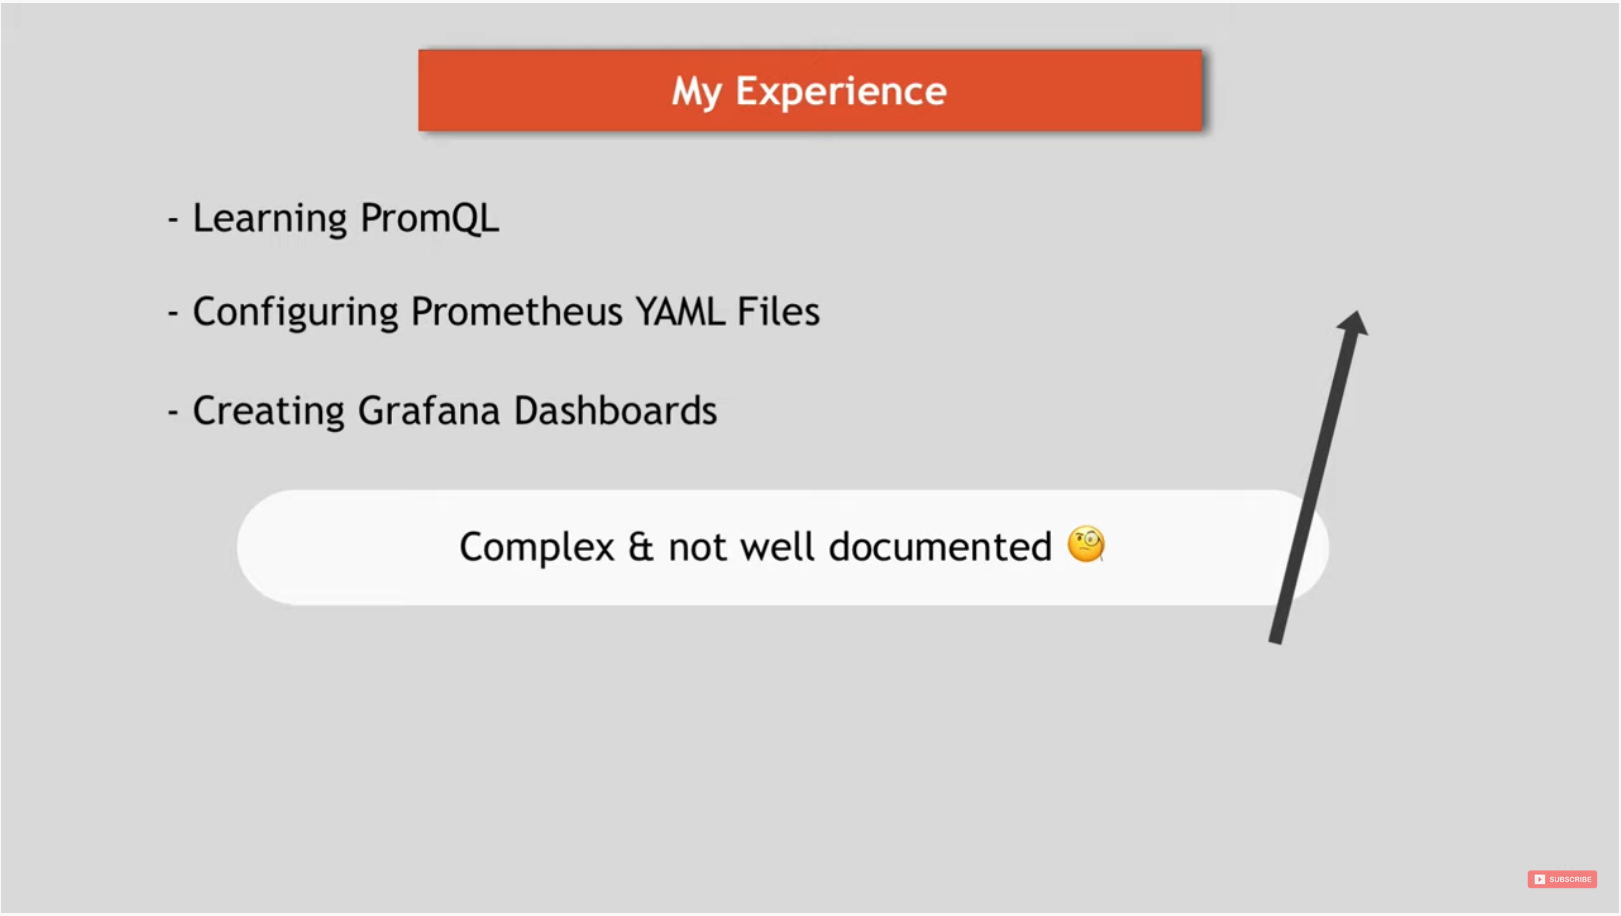 My Experience
- Learning PromQL
- Configuring Prometheus YAML Files
- Creating Grafana Dashboards
Complex & not well documented 🧐
SUBSCRIBE